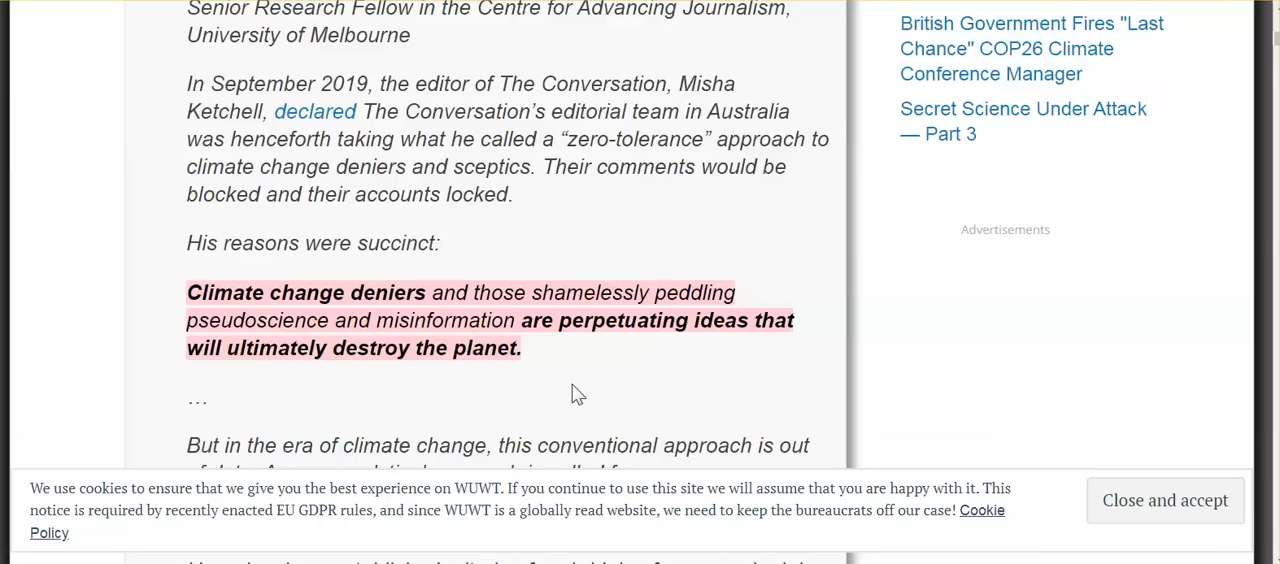 Senior Research Fellow in the Centre for Advancing Journalism,
University of Melbourne
In September 2019, the editor of The Conversation, Misha
Ketchell, declared The Conversation’s editorial team in Australia
was henceforth taking what he called a “zero-tolerance” approach to
climate change deniers and sceptics. Their comments would be
blocked and their accounts locked.
His reasons were succinct:
Climate change deniers and those shamelessly peddling
pseudoscience and misinformation are perpetuating ideas that
will ultimately destroy the planet.
…
But in the era of climate change, this conventional approach is out
British Government Fires "Last
Chance" COP26 Climate
Conference Manager
Secret Science Under Attack
— Part 3
Advertisements
We use cookies to ensure that we give you the best experience on WUWT. If you continue to use this site we will assume that you are happy with it. This
notice is required by recently enacted EU GDPR rules, and since WUWT is a globally read website, we need to keep the bureaucrats off our case! Cookie
Policy
Close and accept